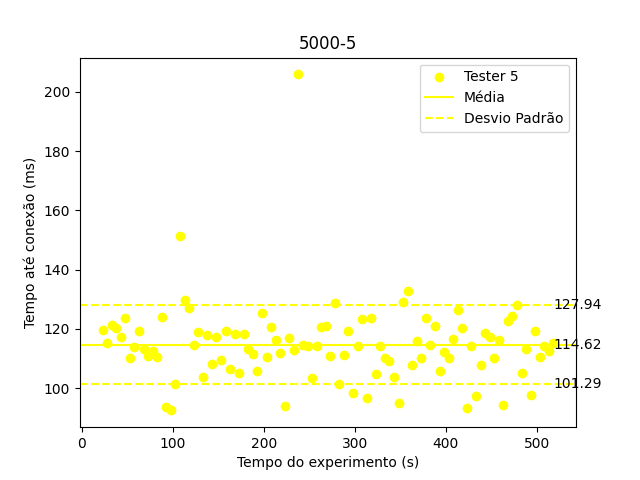 5000-5
Tester 5
Média
Desvio Padrão
Tempo até conexão (ms)
200
180
160
140
120
100
127.94
114.62
101.29
0 100 200 300 400 500
Tempo do experimento (s)